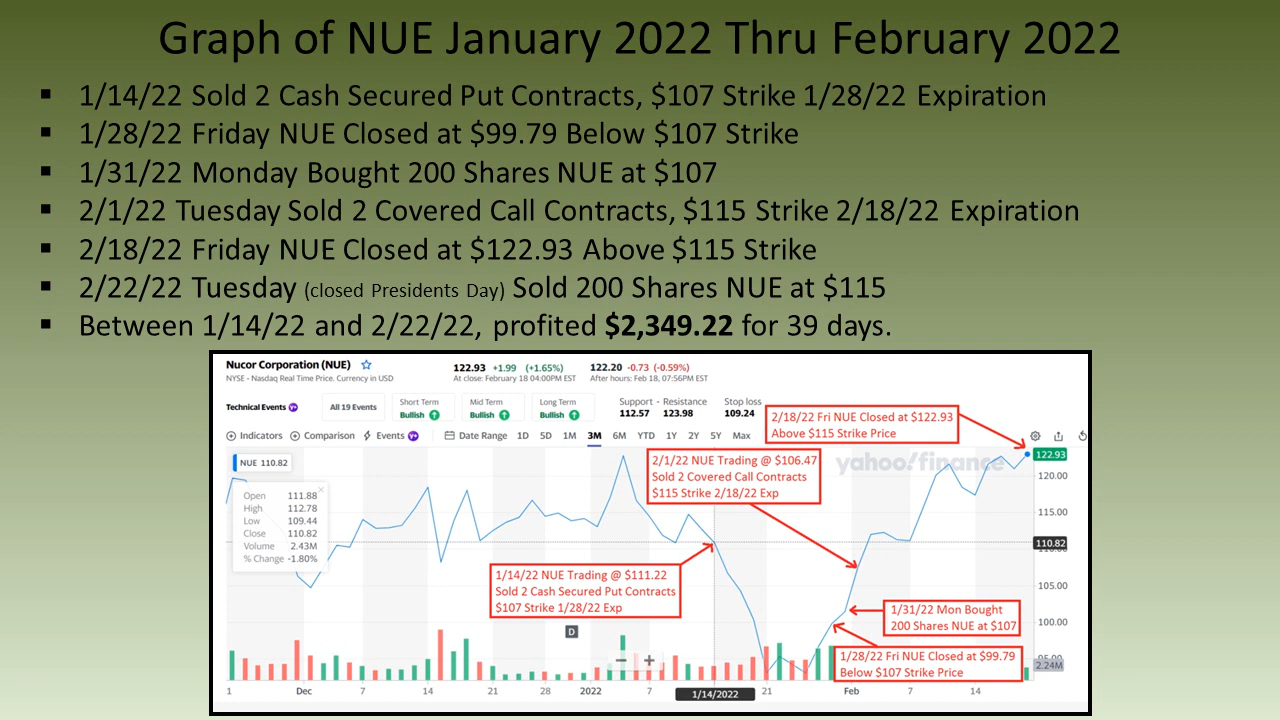 Graph of NUE January 2022 Thru February 2022
▪ 1/14/22 Sold 2 Cash Secured Put Contracts, $107 Strike 1/28/22 Expiration
▪ 1/28/22 Friday NUE Closed at $99.79 Below $107 Strike
▪ 1/31/22 Monday Bought 200 Shares NUE at $107
▪ 2/1/22 Tuesday Sold 2 Covered Call Contracts, $115 Strike 2/18/22 Expiration
▪ 2/18/22 Friday NUE Closed at $122.93 Above $115 Strike
▪ 2/22/22 Tuesday (closed Presidents Day) Sold 200 Shares NUE at $115
▪ Between 1/14/22 and 2/22/22, profited $2,349.22 for 39 days.
Nucor Corporation (NUE)
NYSE - Nasdaq Real Time Price. Currency in USD
122.93 +1.99 (+1.65%)
At close: February 18 04:00PM EST
122.20 -0.73 (-0.59%)
After hours: Feb 18, 07:56PM EST
Technical Events Y+
All 19 Events
Short Term
Bullish
Mid Term
Bullish
Long Term
Bullish
Support - Resistance
112.57 123.98
Stop loss
109.24
Indicators Comparison Events Y+ Date Range 1D 5D 1M 3M 6M YTD 1Y 2Y 5Y Max
2/18/22 Fri NUE Closed at $122.93
Above $115 Strike Price
NUE 110.82
Open 111.88
High 112.78
Low 109.44
Close 110.82
Volume 2.43M
% Change -1.80%
2/1/22 NUE Trading @ $106.47
Sold 2 Covered Call Contracts
$115 Strike 2/18/22 Exp
yahoo!finance
122.93
120.00
115.00
110.82
110.00
105.00
100.00
95.00
2.24M
1/14/22 NUE Trading @ $111.22
Sold 2 Cash Secured Put Contracts
$107 Strike 1/28/22 Exp
1/31/22 Mon Bought
200 Shares NUE at $107
D
− +
1/28/22 Fri NUE Closed at $99.79
Below $107 Strike Price
1 Dec 7 14 21 28 2022 7 1/14/2022 21 Feb 7 14